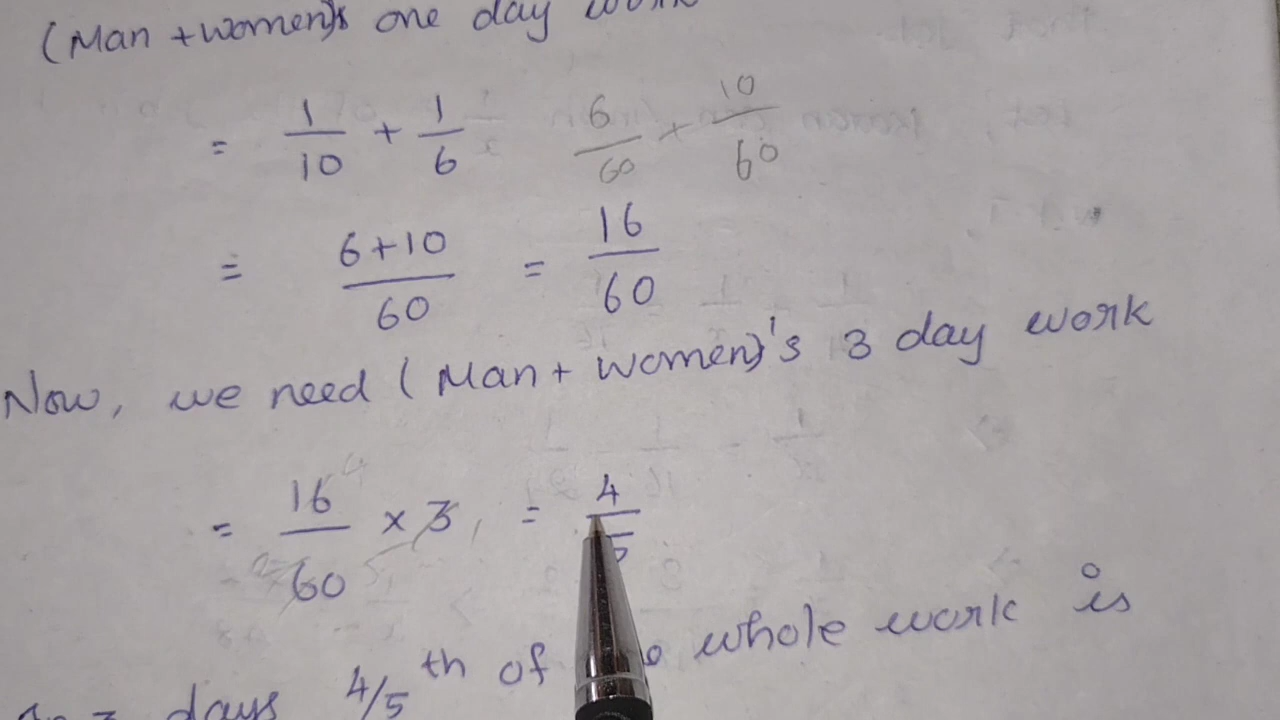 (Man + women)'s one day work
= 1/10 + 1/6 6/60 + 10/60
= 6+10/60 = 16/60
Now, we need (Man + women)'s 3 day work
= 16/60 × 3 = 4/5
days 4/5 th of whole work is